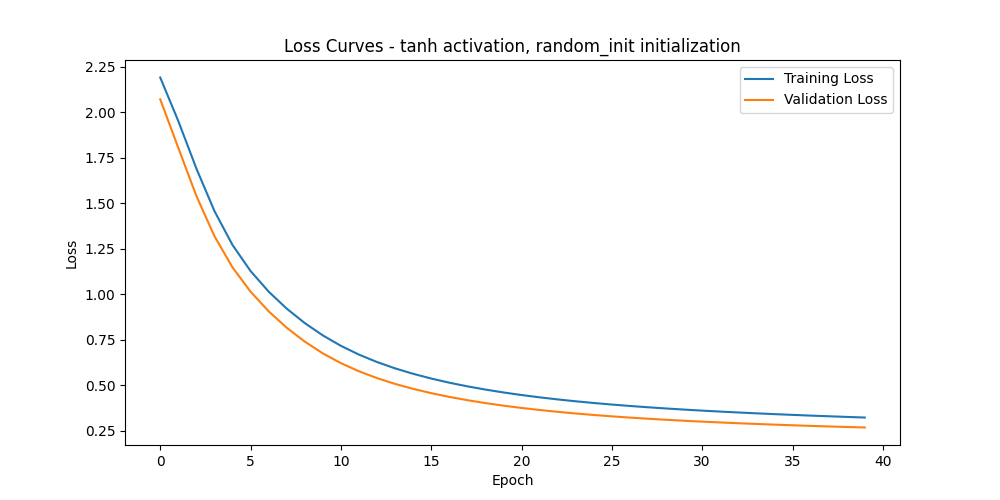 Loss Curves - tanh activation, random_init initialization
Training Loss
Validation Loss
Loss
2.25
2.00
1.75
1.50
1.25
1.00
0.75
0.50
0.25
0 5 10 15 20 25 30 35 40
Epoch